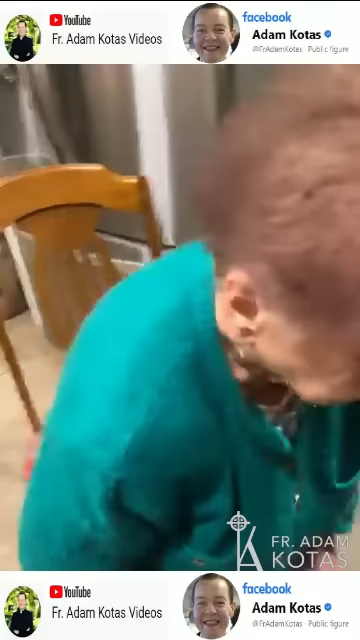 YouTube
Fr. Adam Kotas Videos
facebook
Adam Kotas
@FrAdamKotas · Public figure
FR. ADAM
KOTAS
YouTube
Fr. Adam Kotas Videos
facebook
Adam Kotas
@FrAdamKotas · Public figure